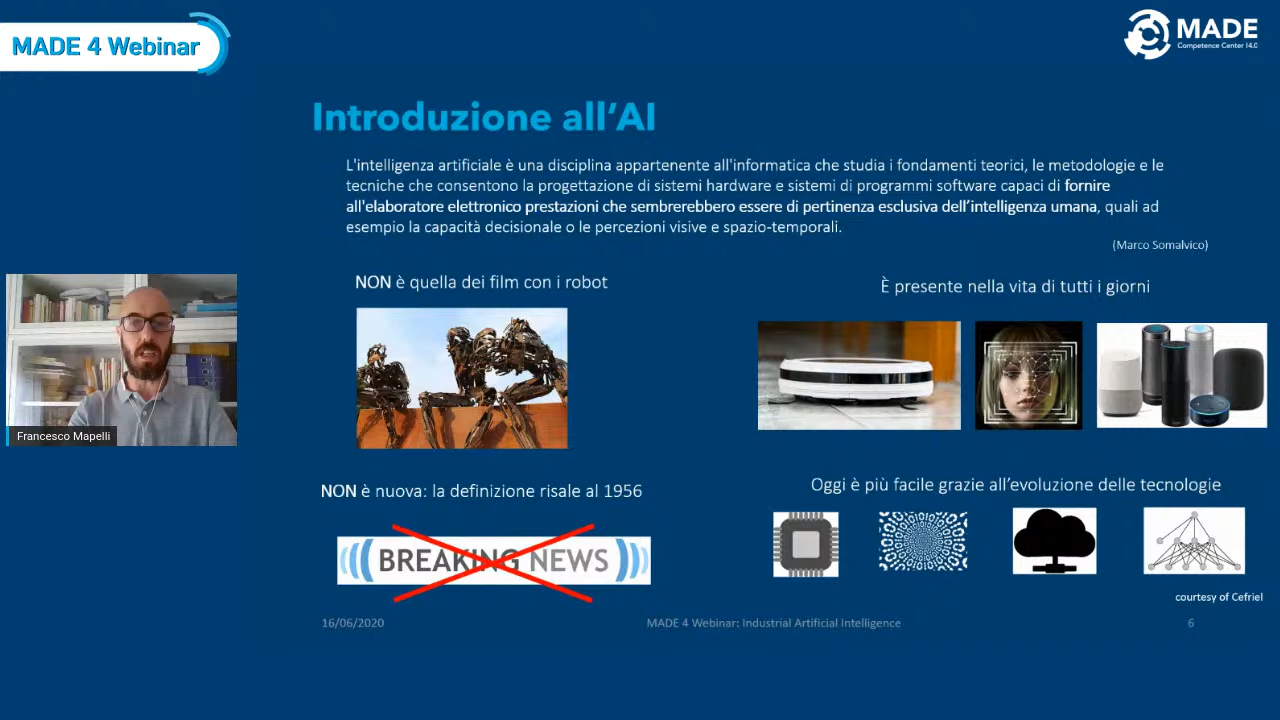 MADE 4 Webinar
MADE
Competence Center I4.0
Introduzione all'AI
L'intelligenza artificiale è una disciplina appartenente all'informatica che studia i fondamenti teorici, le metodologie e le
tecniche che consentono la progettazione di sistemi hardware e sistemi di programmi software capaci di fornire
all'elaboratore elettronico prestazioni che sembrerebbero essere di pertinenza esclusiva dell’intelligenza umana, quali ad
esempio la capacità decisionale o le percezioni visive e spazio-temporali.
(Marco Somalvico)
NON è quella dei film con i robot
È presente nella vita di tutti i giorni
Francesco Mapelli
NON è nuova: la definizione risale al 1956
BREAKING NEWS
Oggi è più facile grazie all’evoluzione delle tecnologie
courtesy of Cefriel
16/06/2020
MADE 4 Webinar: Industrial Artificial Intelligence
6